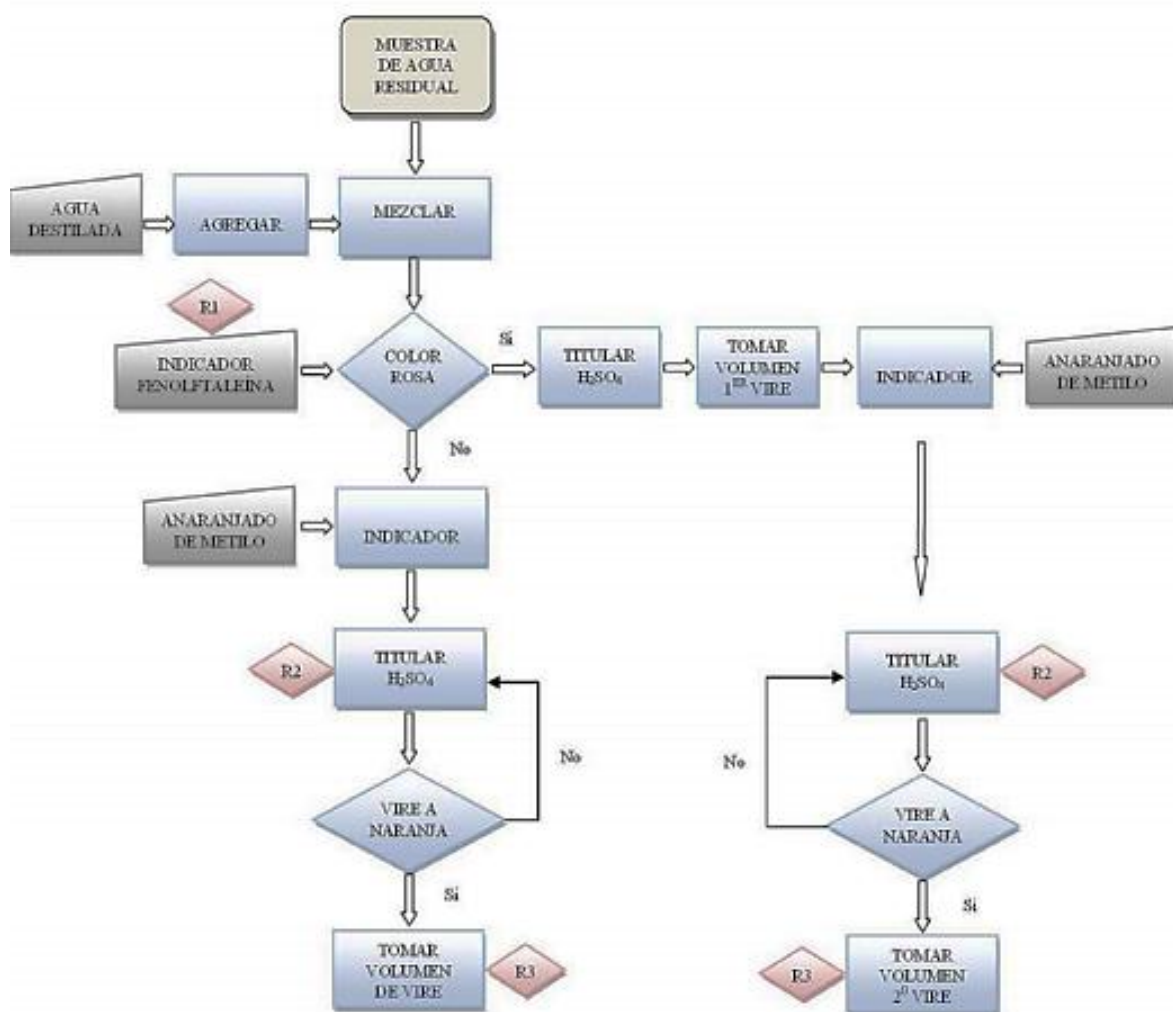 MUESTRA
DE AGUA
RESIDUAL
AGUA
DESTILADA
AGREGAR
MEZCLAR
R1
INDICADOR
FENOLFTALEÍNA
COLOR
ROSA
Si
TITULAR
H₂SO₄
TOMAR
VOLUMEN
1ER VIRE
INDICADOR
ANARANJADO
DE METILO
No
ANARANJADO
DE METILO
INDICADOR
R2
TITULAR
H₂SO₄
TITULAR
H₂SO₄
R2
No
No
VIRE A
NARANJA
VIRE A
NARANJA
Si
Si
TOMAR
VOLUMEN
DE VIRE
R3
R3
TOMAR
VOLUMEN
2⁰ VIRE